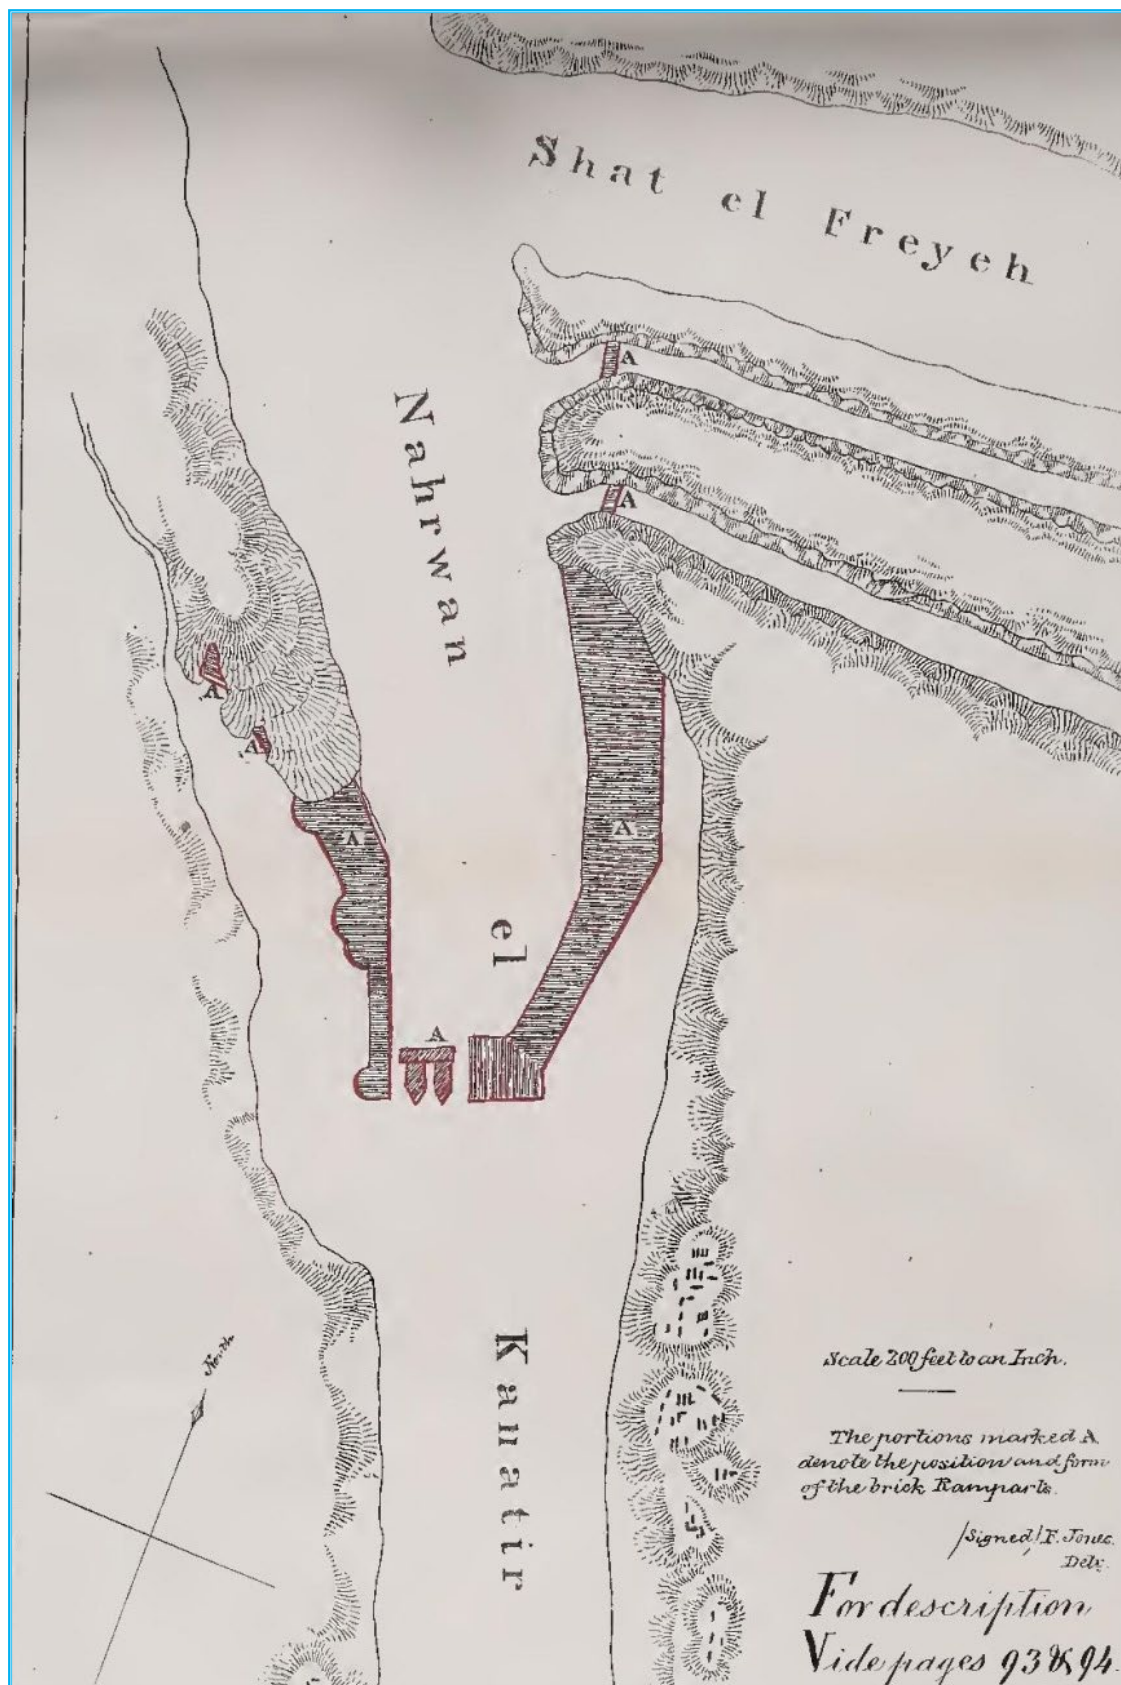 Shat el Freyeh
A
A
Nahrwan
A
A
A
A
el
A
North
Kanatir
Scale 200 feet to an Inch.
The portions marked A
denote the position and form
of the brick Ramparts.
/Signed/ F. Jones.
Delt.
For description
Vide pages 93 & 94.